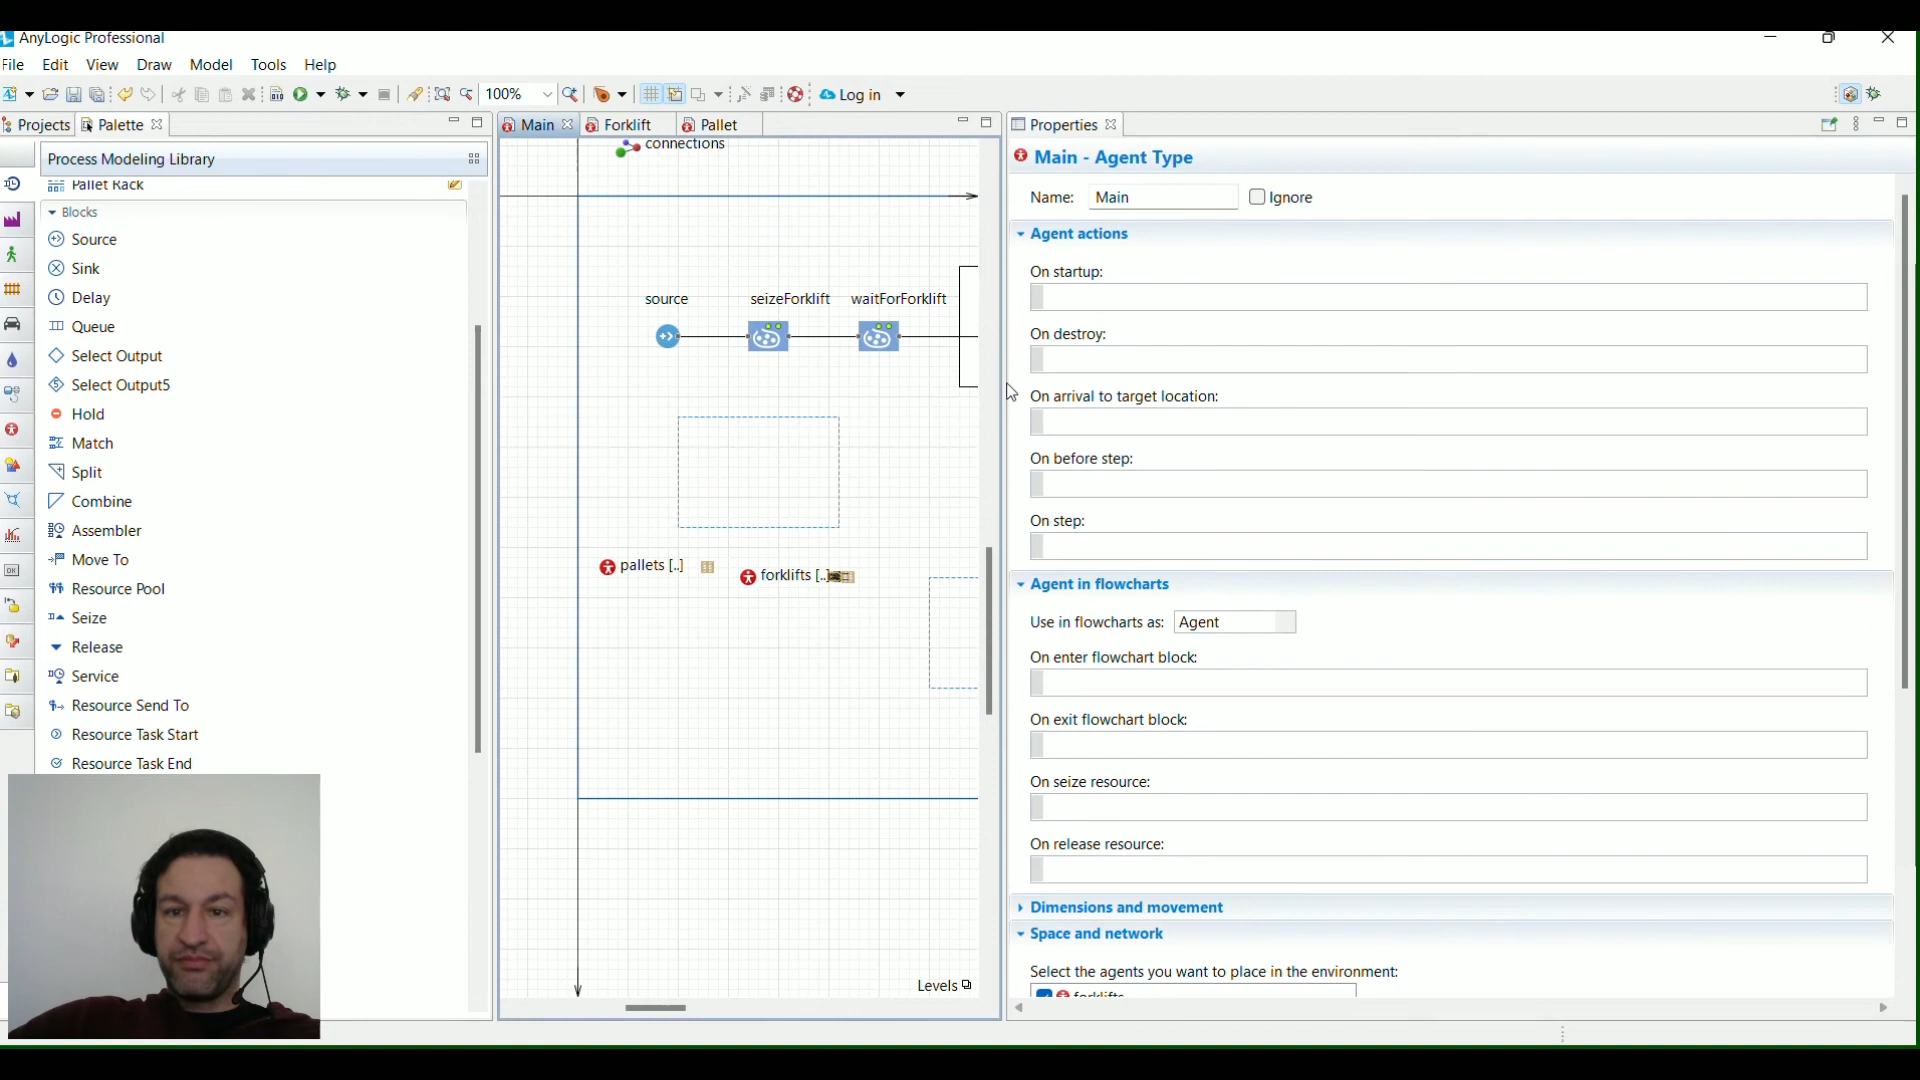 AnyLogic Professional
File Edit View Draw Model Tools Help
100% Log in
Projects Palette
Process Modeling Library
Pallet Rack
Blocks
Source
Sink
Delay
Queue
Select Output
Select Output5
Hold
Match
Split
Combine
Assembler
Move To
Resource Pool
Seize
Release
Service
Resource Send To
Resource Task Start
Resource Task End
Main Forklift Pallet
connections
source seizeForklift waitForForklift
pallets [..]
forklifts [..]
Levels
Properties
Main - Agent Type
Name: Main Ignore
Agent actions
On startup:
On destroy:
On arrival to target location:
On before step:
On step:
Agent in flowcharts
Use in flowcharts as: Agent
On enter flowchart block:
On exit flowchart block:
On seize resource:
On release resource:
Dimensions and movement
Space and network
Select the agents you want to place in the environment:
forklifts